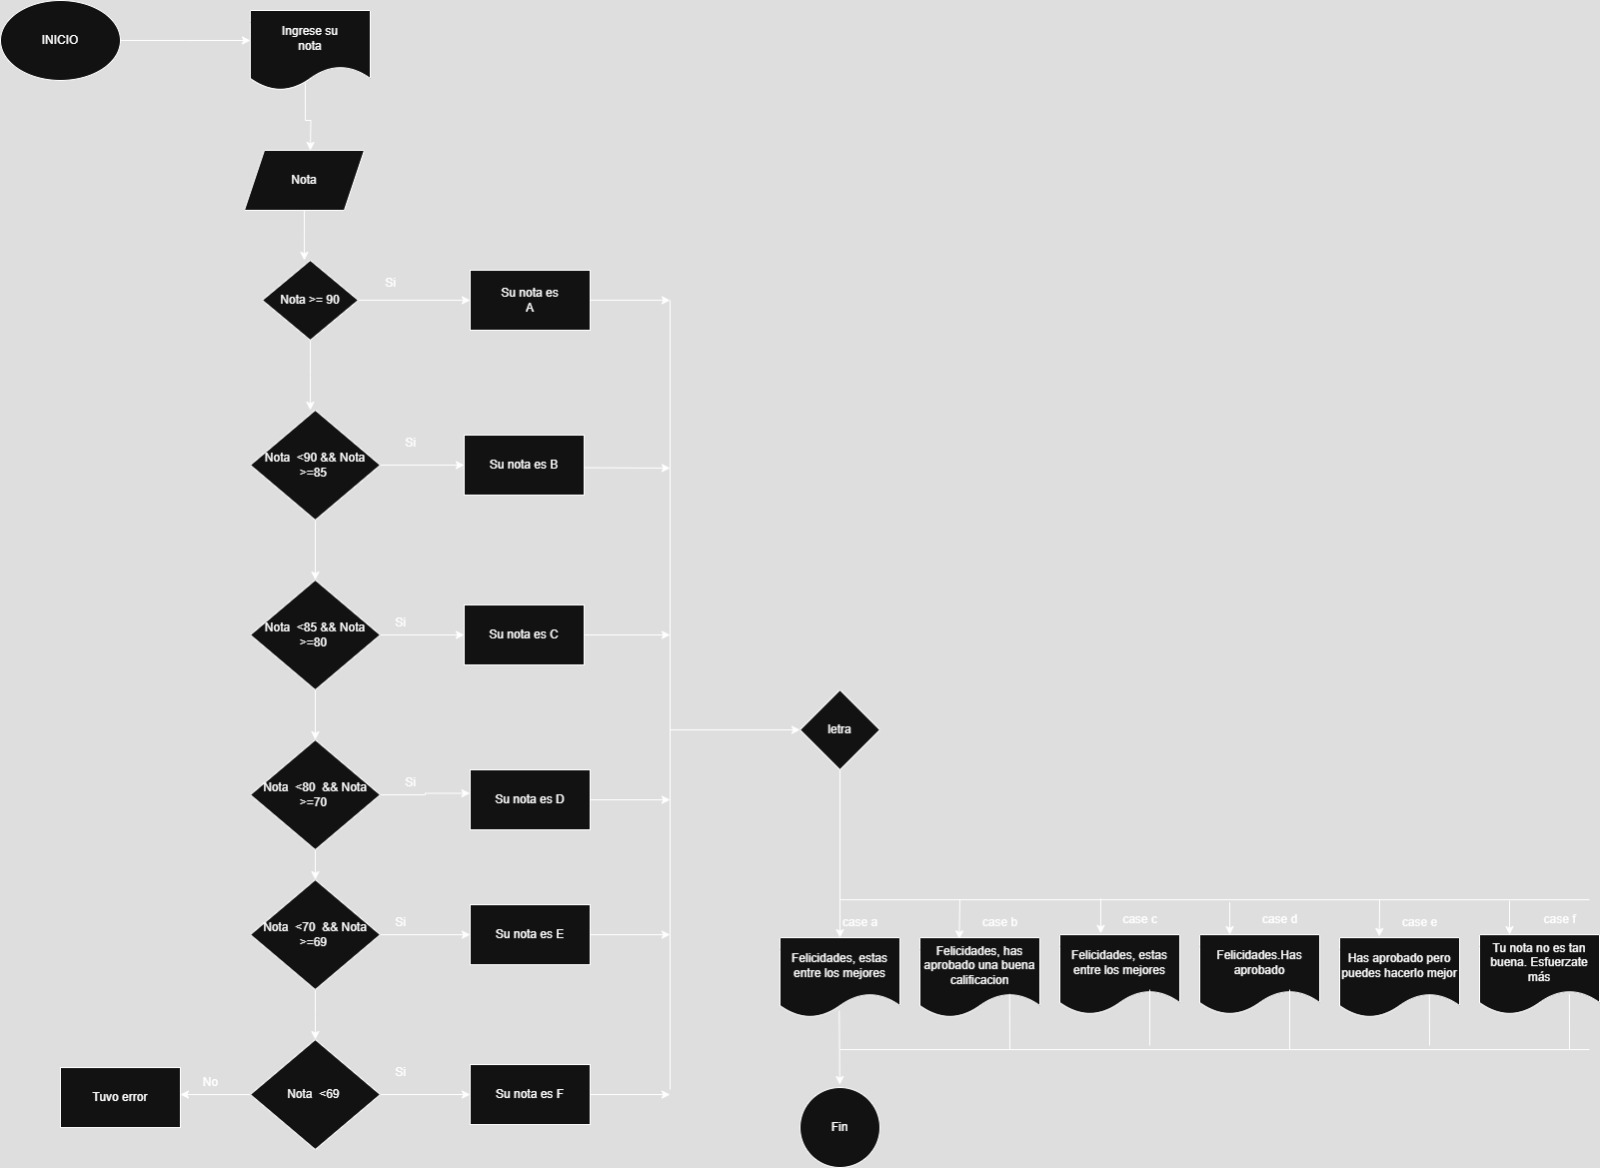 INICIO
Ingrese su
nota
Nota
Nota >= 90
Si
Su nota es
A
Nota  <90 && Nota
>=85
Si
Su nota es B
Nota  <85 && Nota
>=80
Si
Su nota es C
Nota  <80  && Nota
>=70
Si
Su nota es D
Nota  <70  && Nota
>=69
Si
Su nota es E
Nota  <69
Si
Su nota es F
No
Tuvo error
letra
case a
Felicidades, estas
entre los mejores
case b
Felicidades, has
aprobado una buena
calificacion
case c
Felicidades, estas
entre los mejores
case d
Felicidades.Has
aprobado
case e
Has aprobado pero
puedes hacerlo mejor
case f
Tu nota no es tan
buena. Esfuerzate
más
Fin